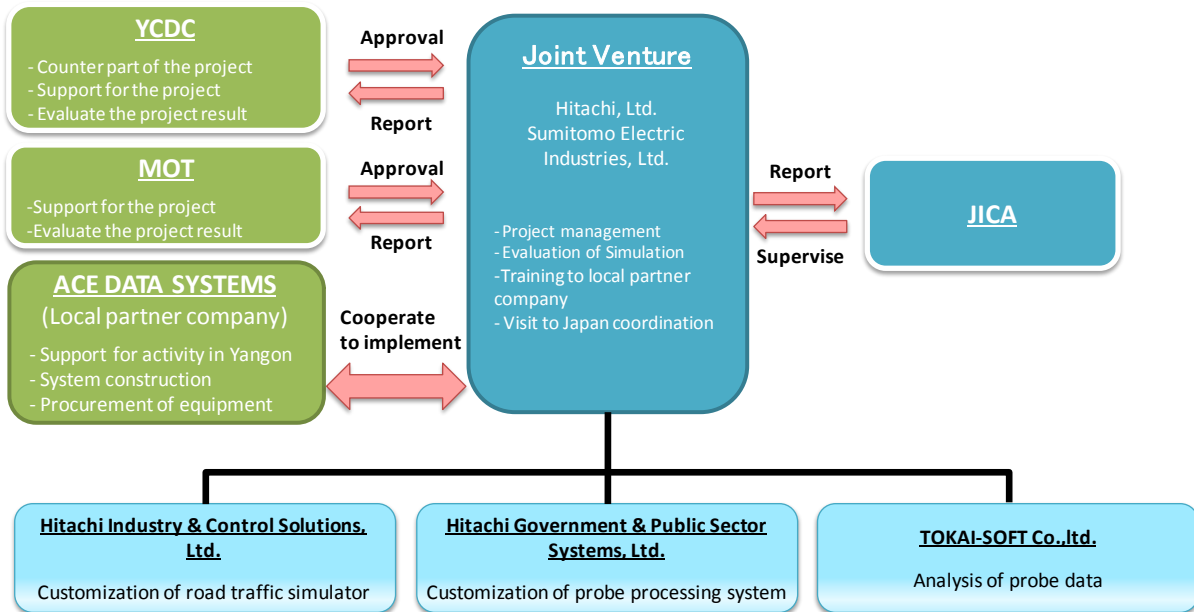 YCDC
- Counter part of the project
- Support for the project
- Evaluate the project result
Approval
Report
MOT
-Support for the project
-Evaluate the project result
Approval
Report
ACE DATA SYSTEMS
(Local partner company)
- Support for activity in Yangon
- System construction
- Procurement of equipment
Cooperate
to implement
Joint Venture
Hitachi, Ltd.
Sumitomo Electric
Industries, Ltd.
- Project management
- Evaluation of Simulation
-Training to local partner
company
- Visit to Japan coordination
Report
Supervise
JICA
Hitachi Industry & Control Solutions,
Ltd.
Customization of road traffic simulator
Hitachi Government & Public Sector
Systems, Ltd.
Customization of probe processing system
TOKAI-SOFT Co.,ltd.
Analysis of probe data